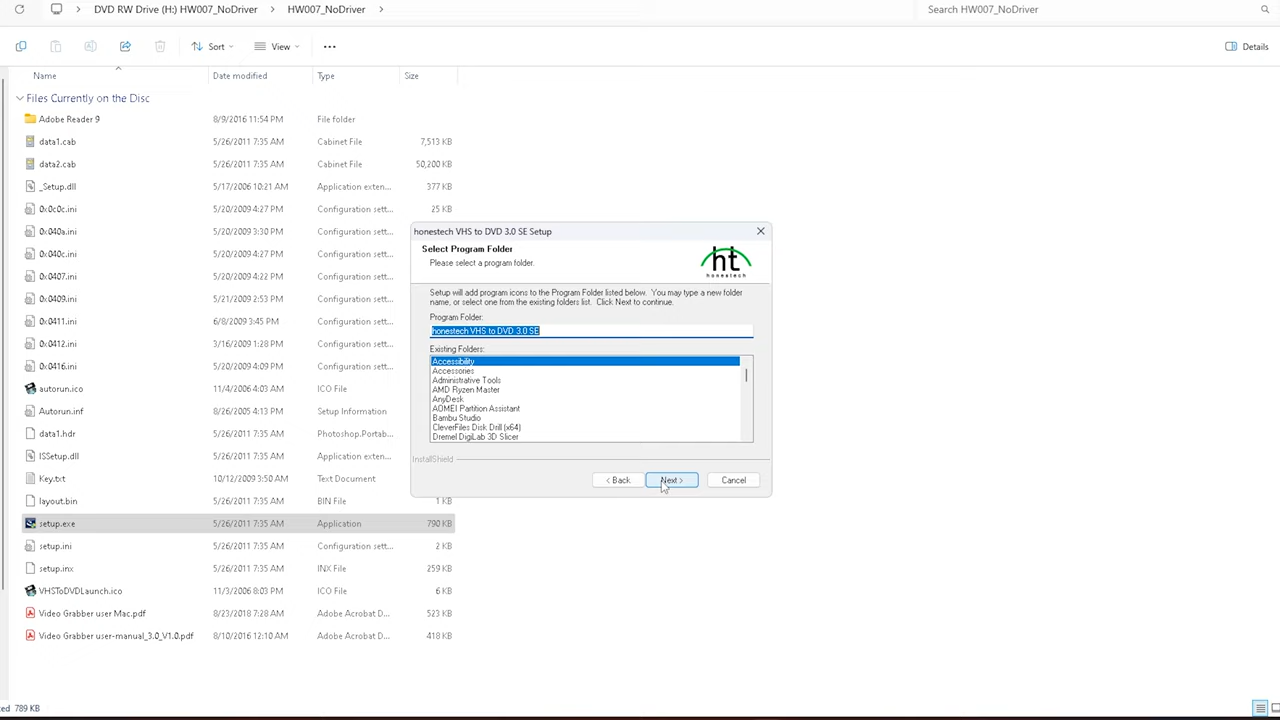 DVD RW Drive (H:) HW007_NoDriver > HW007_NoDriver >
Search HW007_NoDriver
Sort
View
Details
Name Date modified Type Size
Files Currently on the Disc
Adobe Reader 9 8/9/2016 11:54 PM File folder
data1.cab 5/26/2011 7:35 AM Cabinet File 7,513 KB
data2.cab 5/26/2011 7:35 AM Cabinet File 50,200 KB
_Setup.dll 5/17/2006 10:21 AM Application exten... 377 KB
0x0c0c.ini 5/20/2009 4:27 PM Configuration sett... 25 KB
0x040a.ini 5/20/2009 3:30 PM Configuration sett...
0x040c.ini 5/20/2009 4:27 PM Configuration sett...
0x0407.ini 5/20/2009 4:22 PM Configuration sett...
0x0409.ini 5/21/2009 2:53 PM Configuration sett...
0x0411.ini 6/8/2009 3:45 PM Configuration sett...
0x0412.ini 3/16/2009 1:28 PM Configuration sett...
0x0416.ini 5/20/2009 4:09 PM Configuration sett...
autorun.ico 11/4/2006 4:03 AM ICO File
Autorun.inf 8/26/2005 4:13 PM Setup Information
data1.hdr 5/26/2011 7:35 AM Photoshop.Portab...
ISSetup.dll 5/26/2011 7:35 AM Application exten...
Key.txt 10/12/2009 3:50 AM Text Document
layout.bin 5/26/2011 7:35 AM BIN File 1 KB
setup.exe 5/26/2011 7:35 AM Application 790 KB
setup.ini 5/26/2011 7:35 AM Configuration sett... 2 KB
setup.inx 5/26/2011 7:35 AM INX File 259 KB
VHSToDVDLaunch.ico 11/3/2006 8:03 PM ICO File 6 KB
Video Grabber user Mac.pdf 8/23/2018 7:28 AM Adobe Acrobat D... 523 KB
Video Grabber user-manual_3.0_V1.0.pdf 8/10/2016 12:10 AM Adobe Acrobat D... 418 KB
789 KB
honestech VHS to DVD 3.0 SE Setup
Select Program Folder
Please select a program folder.
ht
honestech
Setup will add program icons to the Program Folder listed below. You may type a new folder
name, or select one from the existing folders list. Click Next to continue.
Program Folder:
honestech VHS to DVD 3.0 SE
Existing Folders:
Accessibility
Accessories
Administrative Tools
AMD Ryzen Master
AnyDesk
AOMEI Partition Assistant
Bambu Studio
CleverFiles Disk Drill (x64)
Dremel DigiLab 3D Slicer
InstallShield
< Back
Next >
Cancel